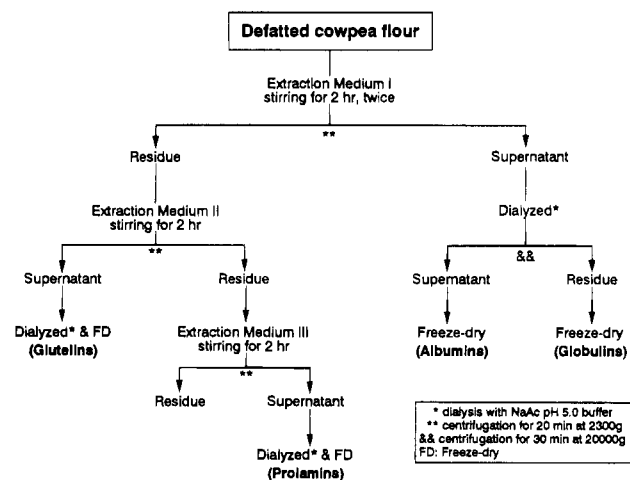 Defatted cowpea flour
Extraction Medium I
stirring for 2 hr, twice
**
Residue
Supernatant
Extraction Medium II
stirring for 2 hr
Dialyzed*
**
&&
Supernatant
Residue
Supernatant
Residue
Dialyzed* & FD
(Glutelins)
Extraction Medium III
stirring for 2 hr
Freeze-dry
(Albumins)
Freeze-dry
(Globulins)
**
Residue
Supernatant
Dialyzed* & FD
(Prolamins)
* dialysis with NaAc pH 5.0 buffer
** centrifugation for 20 min at 2300g
&& centrifugation for 30 min at 20000g
FD: Freeze-dry